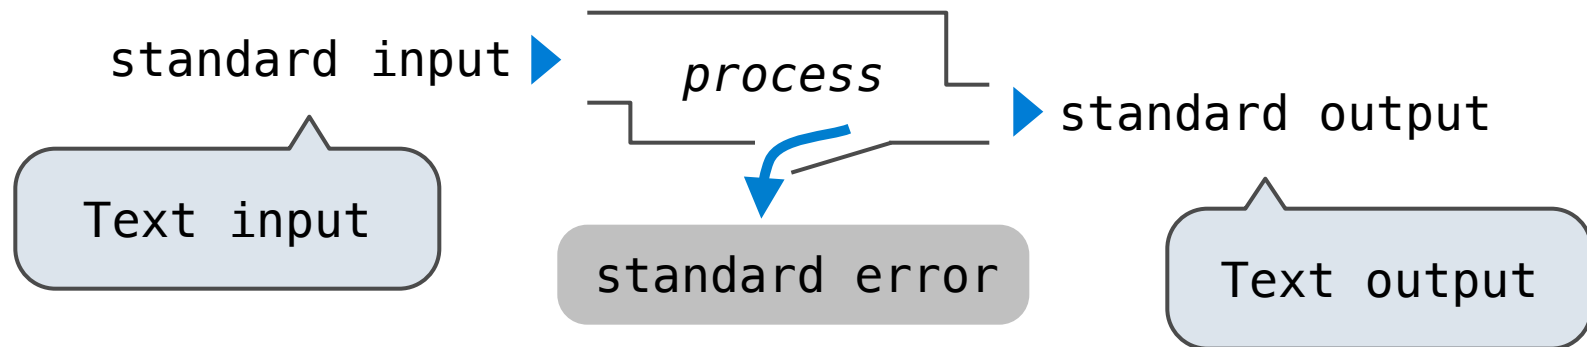 standard input
process
standard output
Text input
standard error
Text output